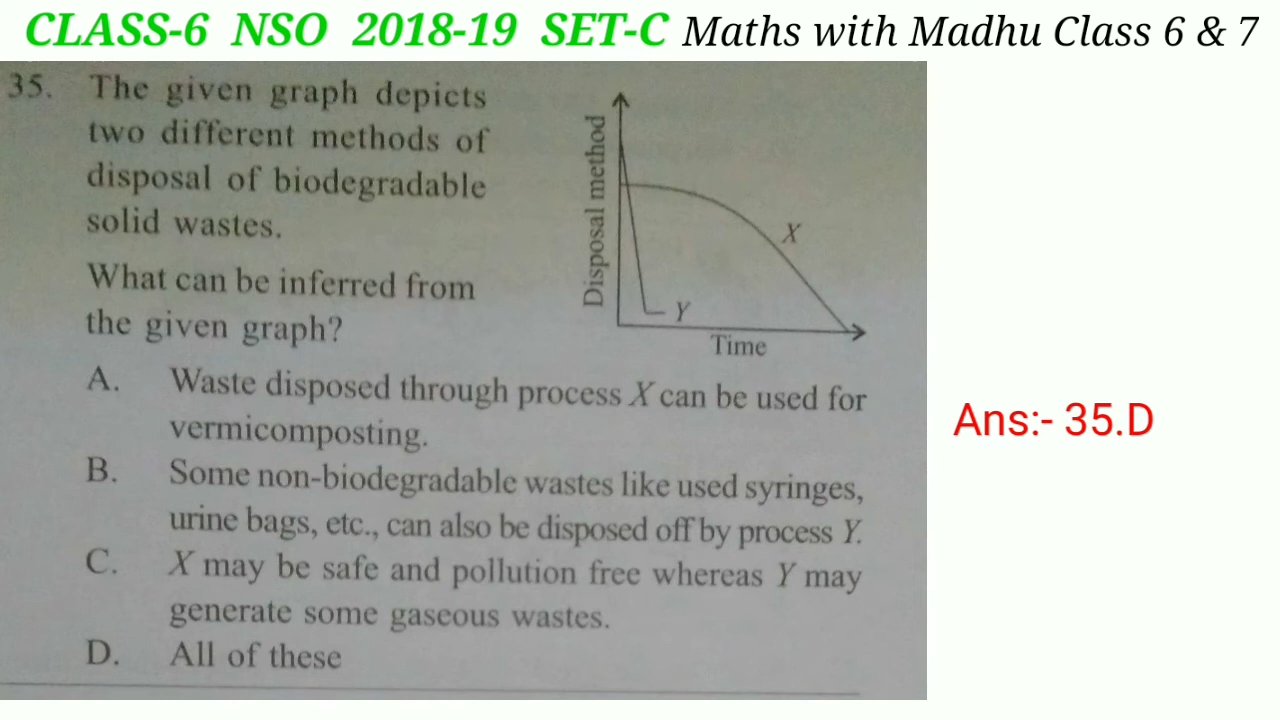 CLASS-6 NSO 2018-19 SET-C Maths with Madhu Class 6 & 7
35. The given graph depicts
two different methods of
disposal of biodegradable
solid wastes.
What can be inferred from
the given graph?
Disposal method
X
Y
Time
A. Waste disposed through process X can be used for
vermicomposting.
B. Some non-biodegradable wastes like used syringes,
urine bags, etc., can also be disposed off by process Y.
C. X may be safe and pollution free whereas Y may
generate some gaseous wastes.
D. All of these
Ans:- 35.D